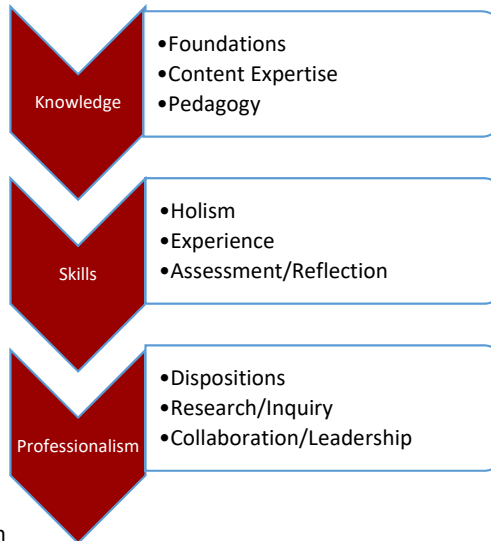 Knowledge
•Foundations
•Content Expertise
•Pedagogy
Skills
•Holism
•Experience
•Assessment/Reflection
Professionalism
•Dispositions
•Research/Inquiry
•Collaboration/Leadership